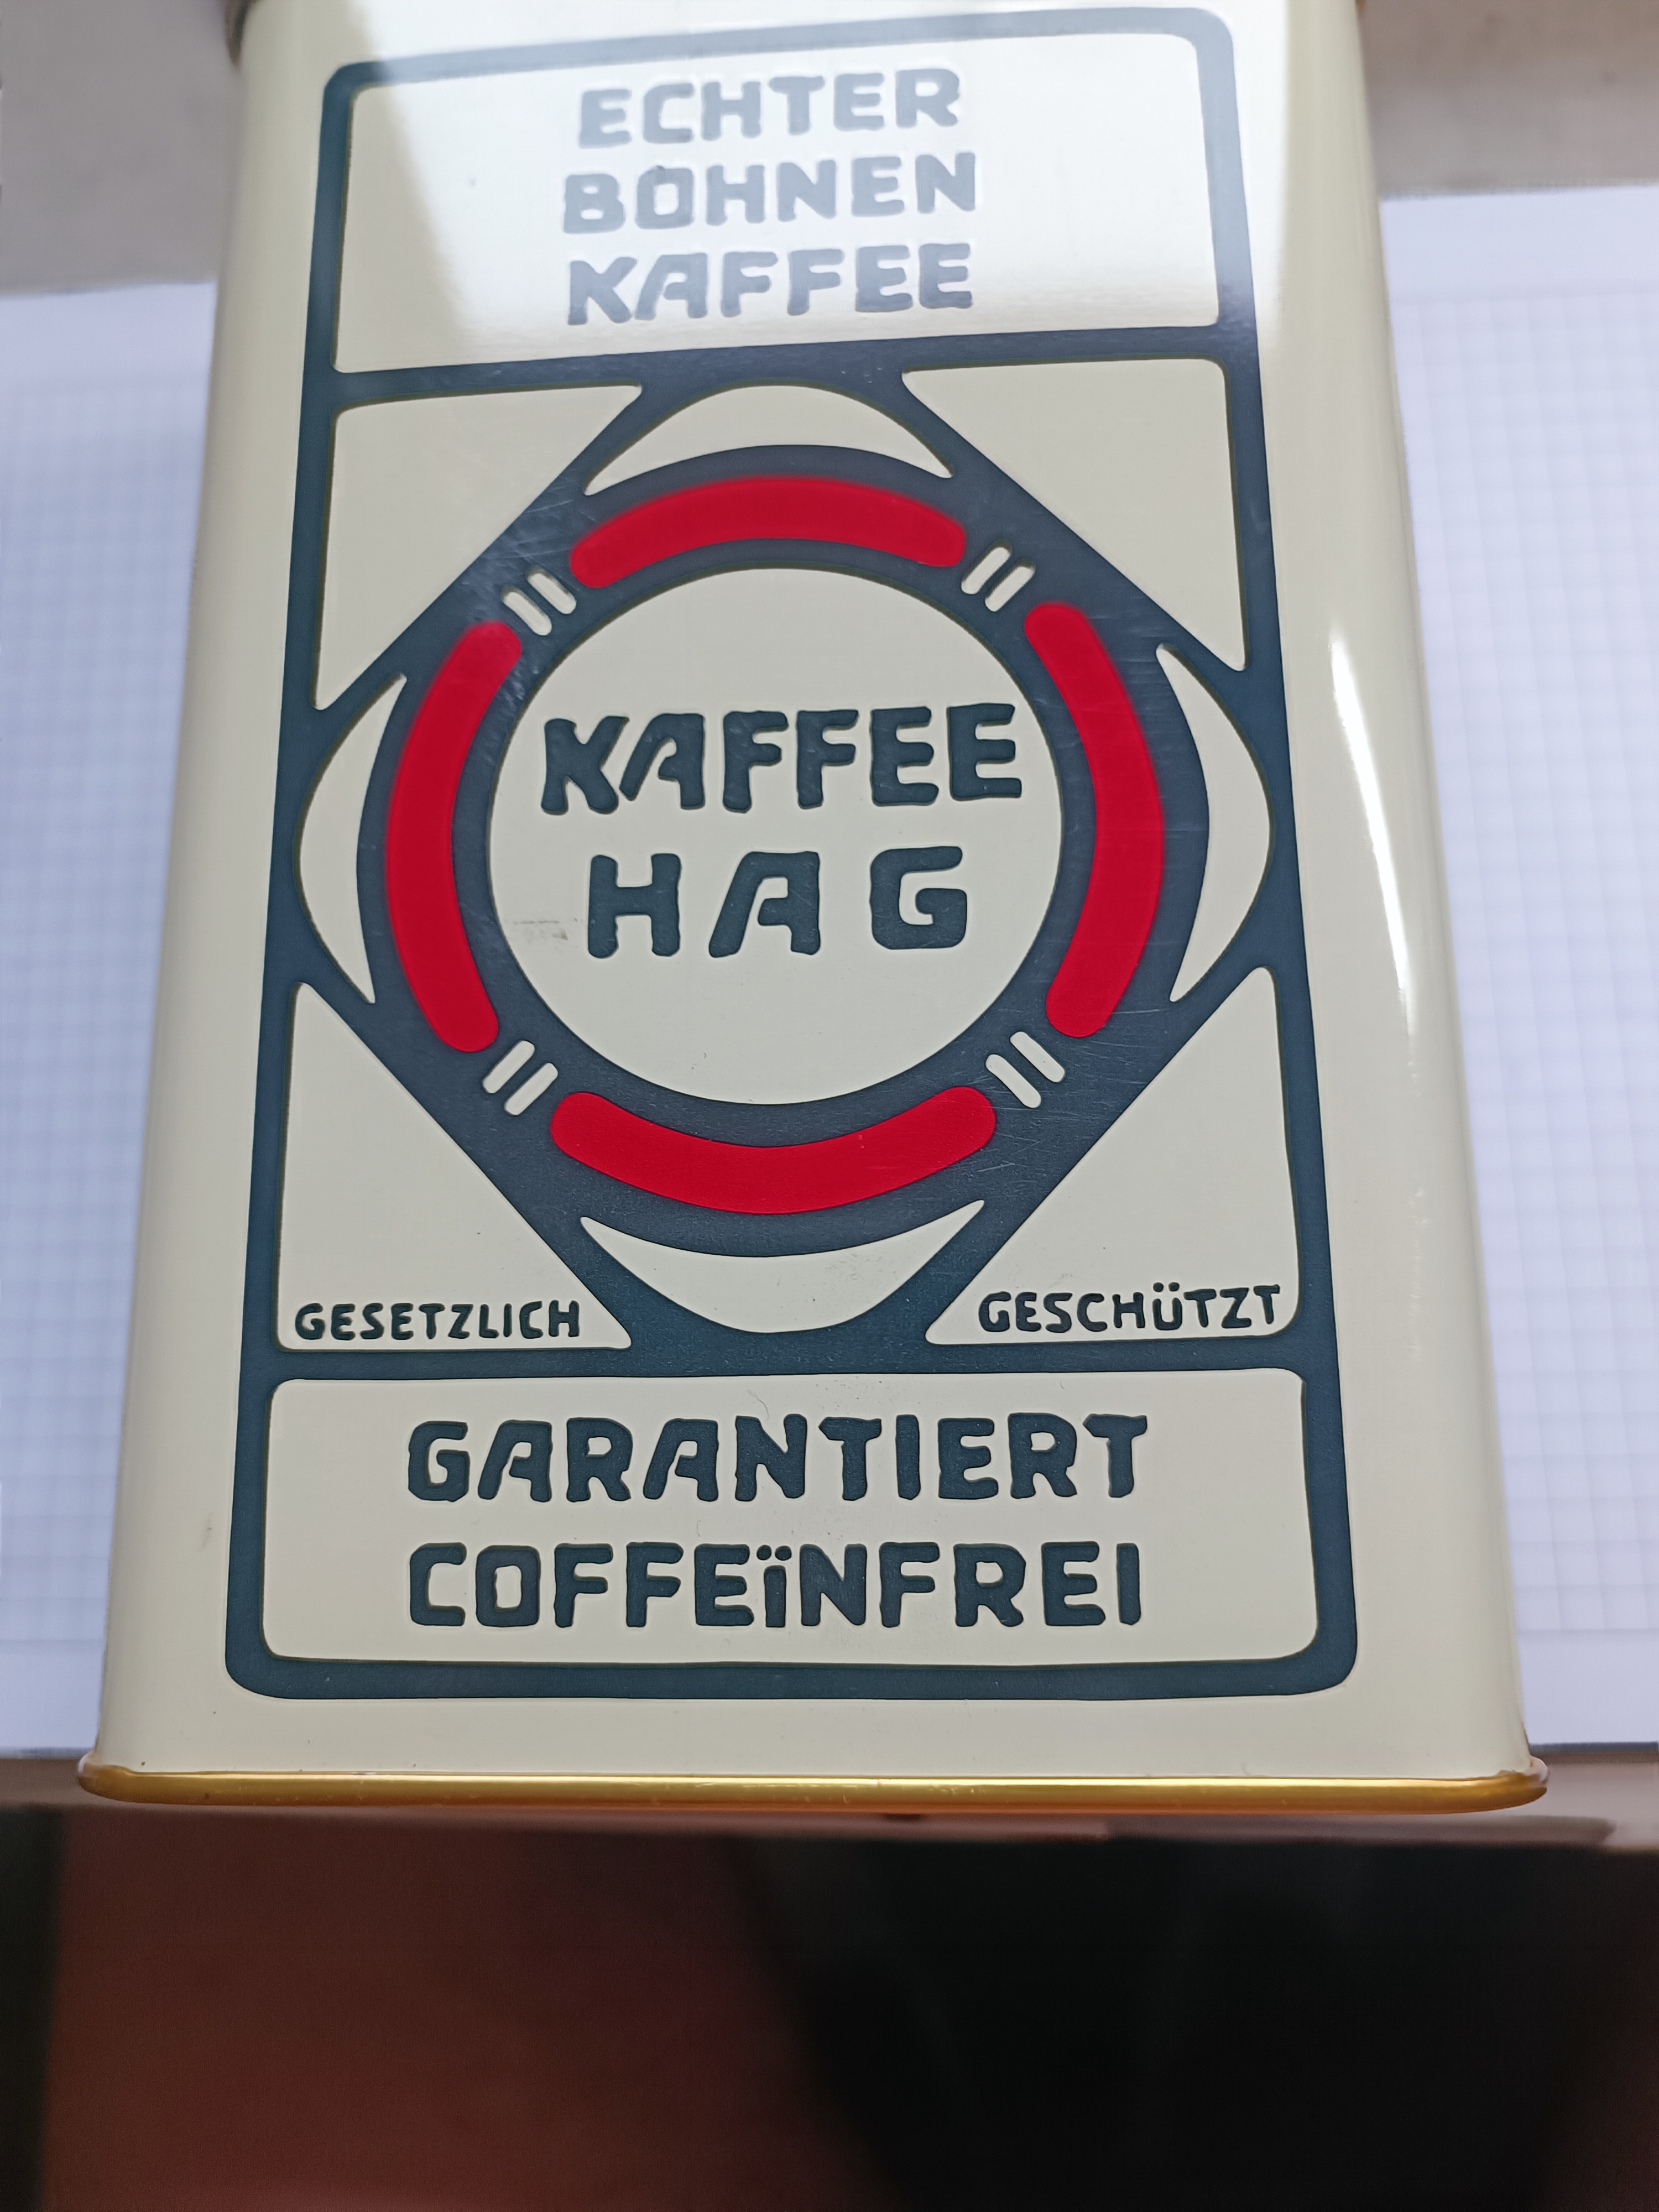 ECHTER
BOHNEN
KAFFEE
KAFFEE
HAG
GESETZLICH GESCHÜTZT
GARANTIERT
COFFEÏNFREI